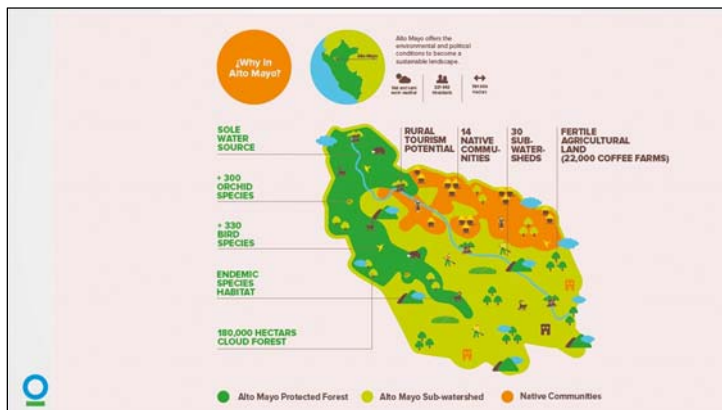 ¿Why in
Alto Mayo?
Alto Mayo
Alto Mayo offers the
environmental and political
conditions to become a
sustainable landscape.
SOLE
WATER
SOURCE
+ 300
ORCHID
SPECIES
+ 330
BIRD
SPECIES
ENDEMIC
SPECIES
HABITAT
180,000 HECTARS
CLOUD FOREST
RURAL
TOURISM
POTENTIAL
14
NATIVE
COMMU-
NITIES
30
SUB-
WATER-
SHEDS
FERTILE
AGRICULTURAL
LAND
(22,000 COFFEE FARMS)
Alto Mayo Protected Forest
Alto Mayo Sub-watershed
Native Communities